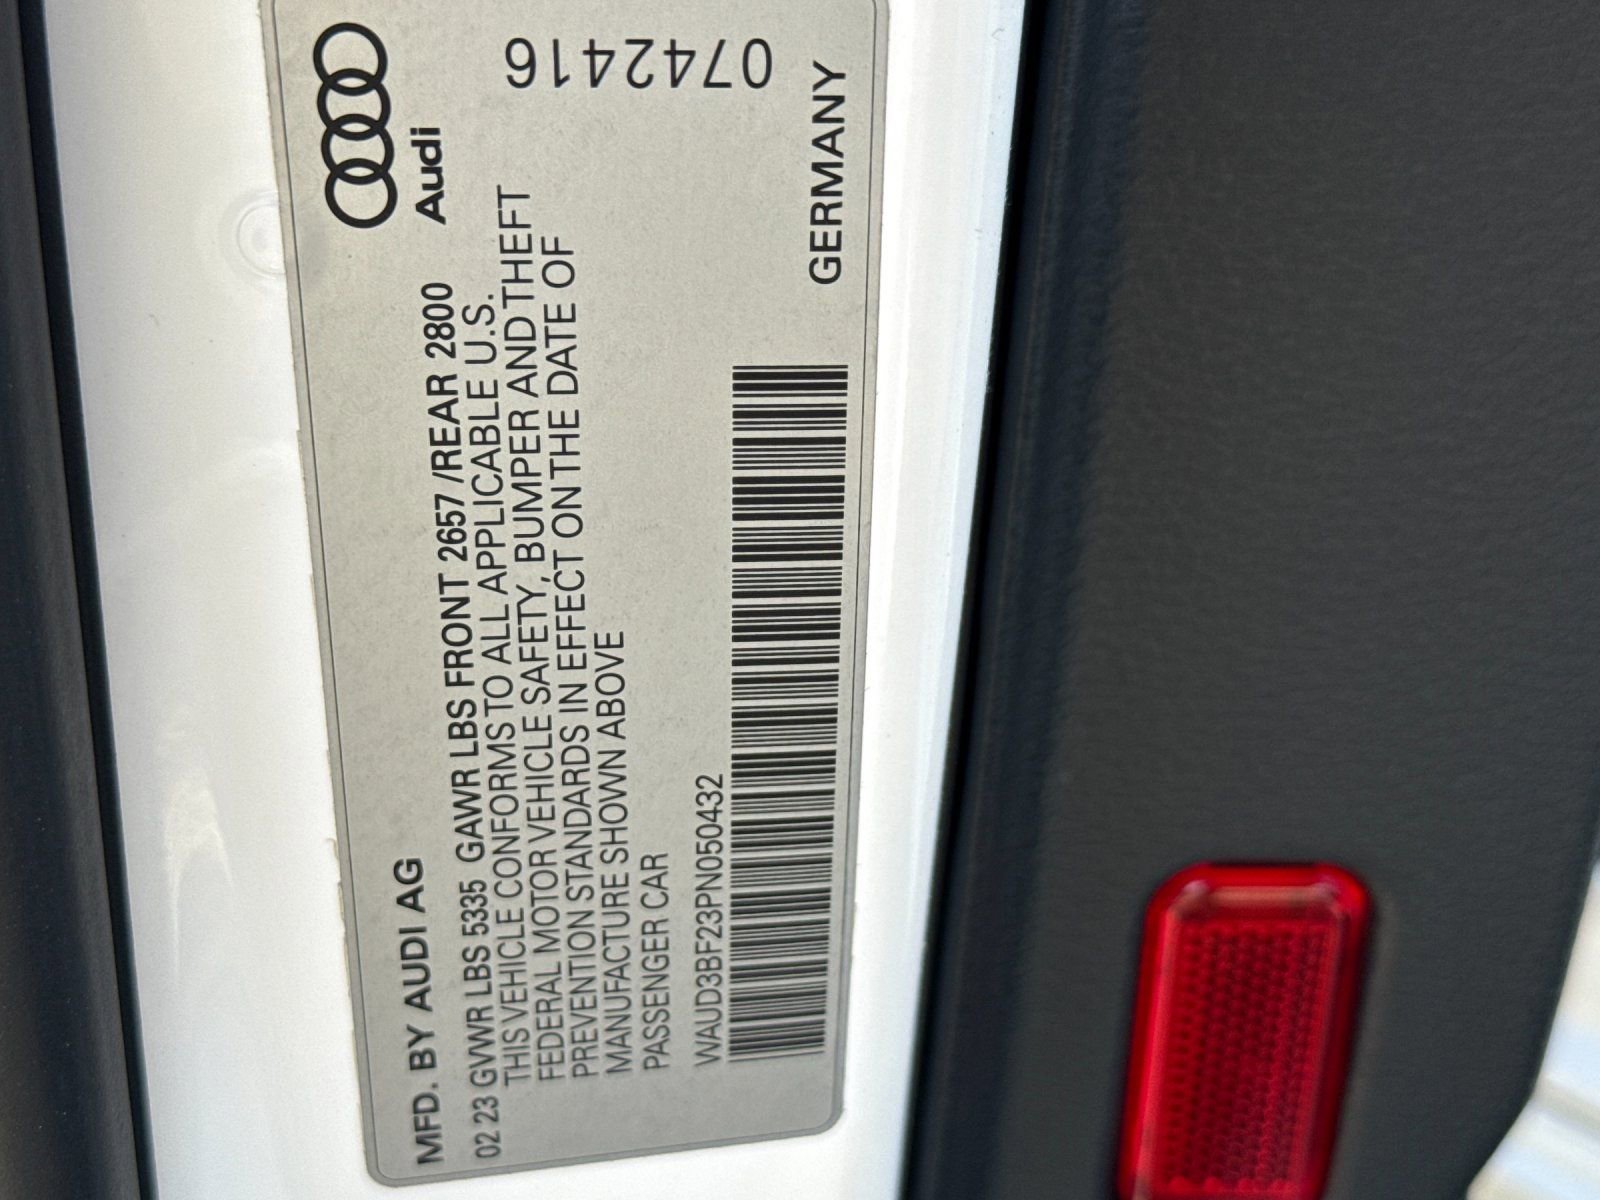 MFD. BY AUDI AG
Audi
02 23 GVWR LBS 5335 GAWR LBS FRONT 2657 /REAR 2800
THIS VEHICLE CONFORMS TO ALL APPLICABLE U.S.
FEDERAL MOTOR VEHICLE SAFETY, BUMPER AND THEFT
PREVENTION STANDARDS IN EFFECT ON THE DATE OF
MANUFACTURE SHOWN ABOVE
PASSENGER CAR
WAUD3BF23PN050432
GERMANY
0742416